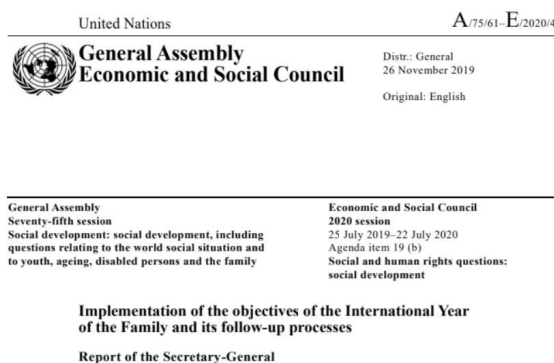 United Nations
A/75/61–E/2020/4
General Assembly
Economic and Social Council
Distr.: General
26 November 2019
Original: English
General Assembly
Seventy-fifth session
Social development: social development, including
questions relating to the world social situation and
to youth, ageing, disabled persons and the family
Economic and Social Council
2020 session
25 July 2019–22 July 2020
Agenda item 19 (b)
Social and human rights questions:
social development
Implementation of the objectives of the International Year
of the Family and its follow-up processes
Report of the Secretary-General